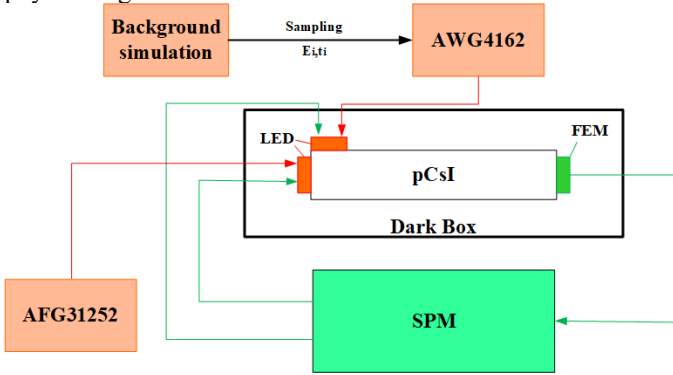 Background
simulation
Sampling
Ei,ti
AWG4162
LED
FEM
pCsI
Dark Box
AFG31252
SPM